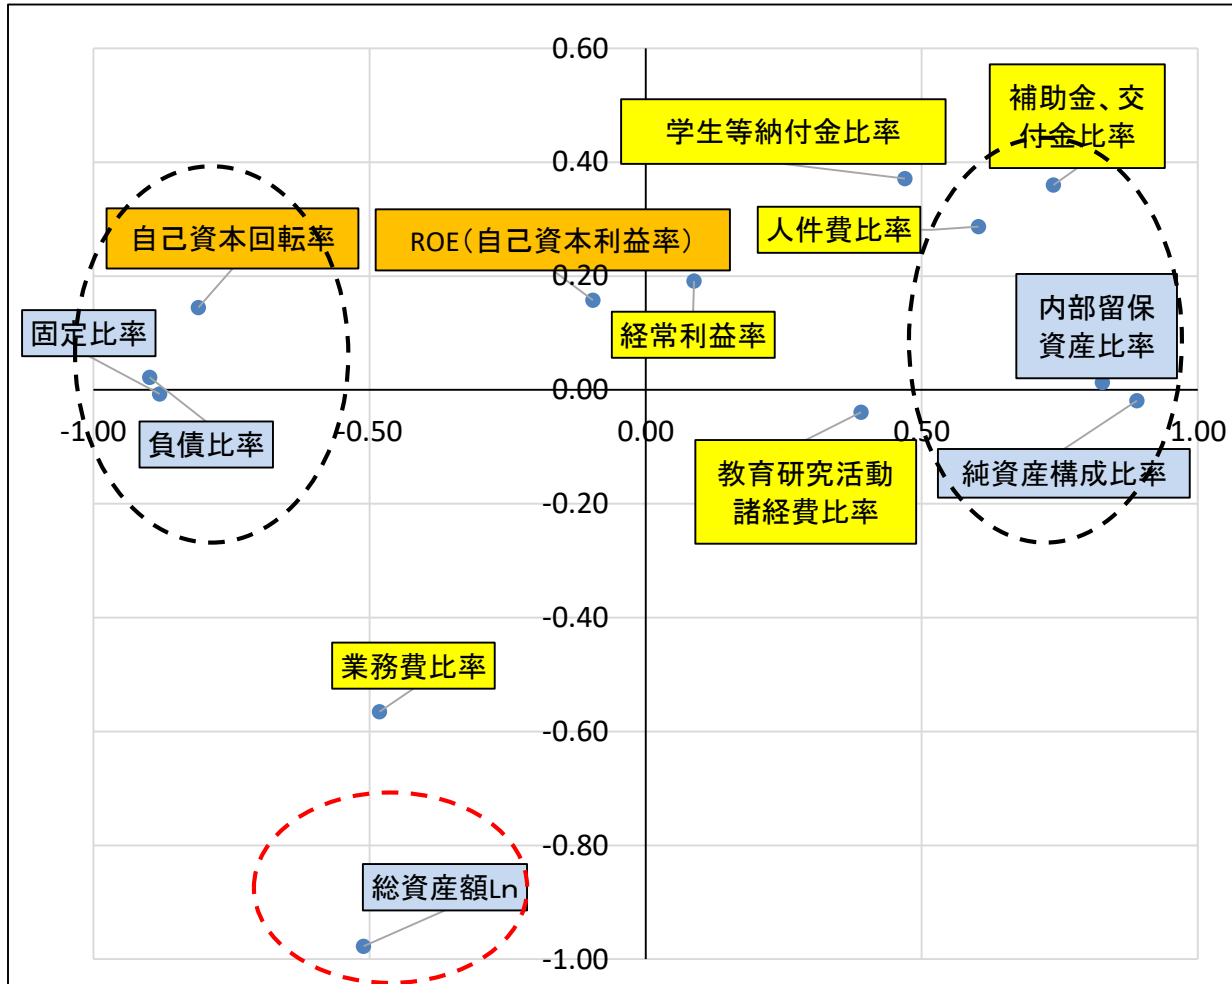 0.60
補助金、交
付金比率
学生等納付金比率
0.40
自己資本回転率
ROE（自己資本利益率）
人件費比率
0.20
固定比率
経常利益率
内部留保
資産比率
0.00
-1.00
-0.50
0.00
0.50
1.00
負債比率
教育研究活動
諸経費比率
純資産構成比率
-0.20
-0.40
業務費比率
-0.60
-0.80
総資産額Ln
-1.00